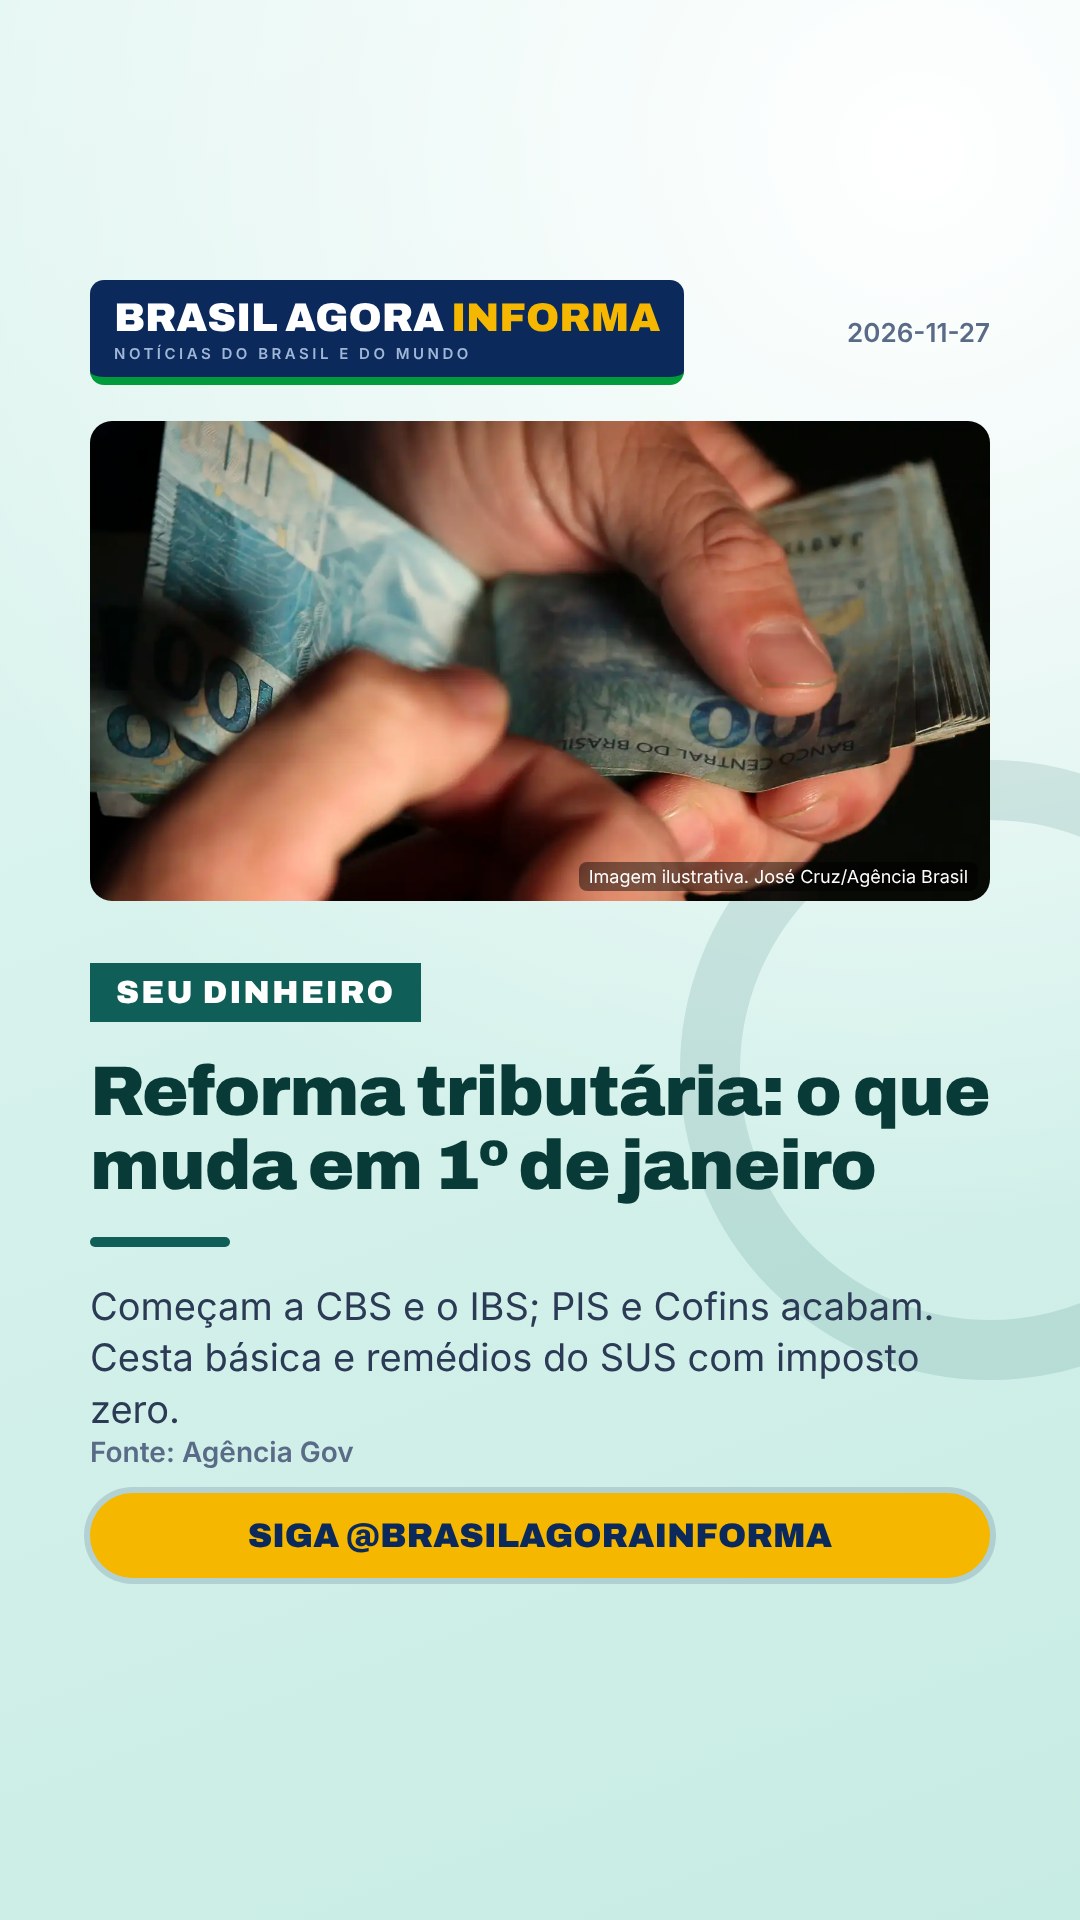 BRASIL AGORA INFORMA
NOTÍCIAS DO BRASIL E DO MUNDO
2026-11-27
100
100
BANCO CENTRAL DO BRASIL
Imagem ilustrativa. José Cruz/Agência Brasil
SEU DINHEIRO
Reforma tributária: o que
muda em 1º de janeiro
Começam a CBS e o IBS; PIS e Cofins acabam.
Cesta básica e remédios do SUS com imposto
zero.
Fonte: Agência Gov
SIGA @BRASILAGORAINFORMA